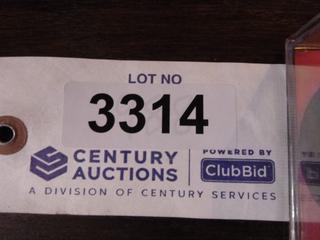 LOT NO
3314
CENTURY AUCTIONS
POWERED BY
ClubBid
A DIVISION OF CENTURY SERVICES